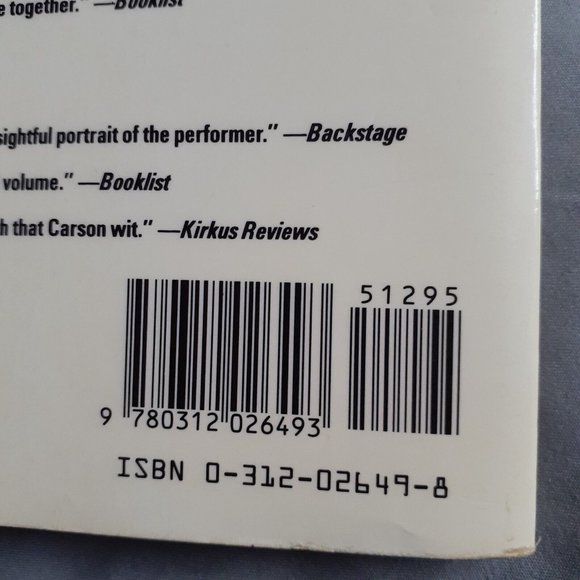 e together." —Booklist
sightful portrait of the performer." —Backstage
volume." —Booklist
h that Carson wit." —Kirkus Reviews
51295
9 780312 026493
ISBN 0-312-02649-8